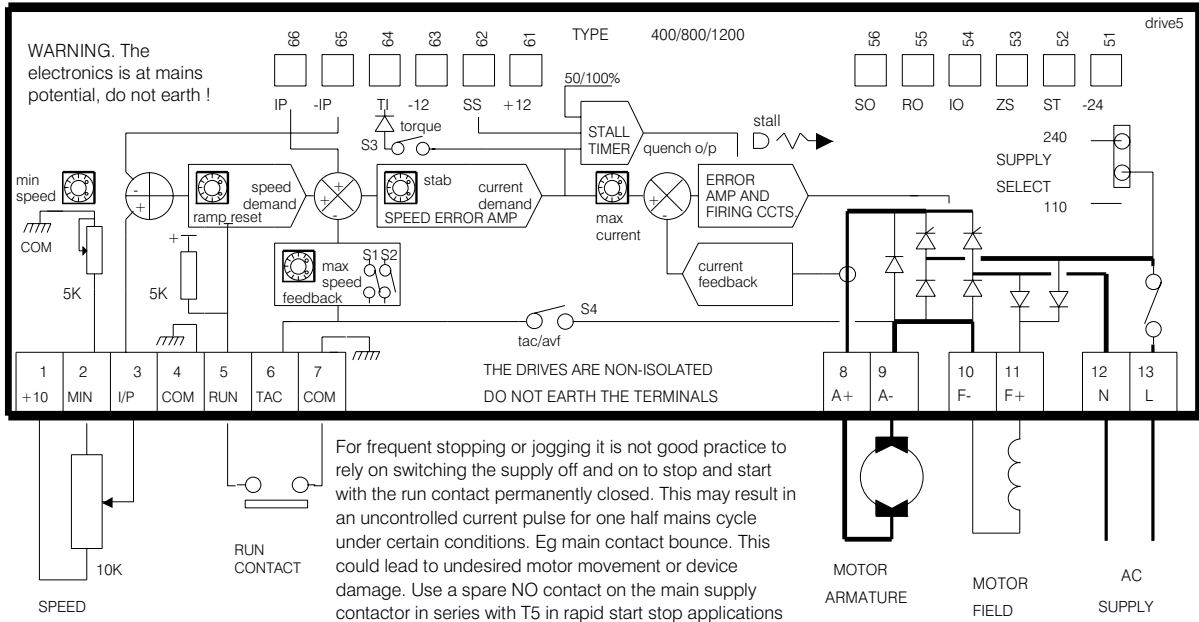 drive5
WARNING. The
electronics is at mains
potential, do not earth !
66 65 64 63 62 61
TYPE 400/800/1200
56 55 54 53 52 51
50/100%
IP -IP TI -12 SS +12
SO RO IO ZS ST -24
torque
S3
STALL
TIMER
stall
quench o/p
240
SUPPLY
SELECT
110
min
speed
- +
speed
demand
ramp reset
+ + -
stab
current
demand
SPEED ERROR AMP
max
current
+ -
ERROR
AMP AND
FIRING CCTS.
COM
+
5K
5K
max
speed
feedback
S1 S2
current
feedback
S4
tac/avf
1 2 3 4 5 6 7
+10 MIN I/P COM RUN TAC COM
THE DRIVES ARE NON-ISOLATED
DO NOT EARTH THE TERMINALS
8 9 10 11 12 13
A+ A- F- F+ N L
For frequent stopping or jogging it is not good practice to
rely on switching the supply off and on to stop and start
with the run contact permanently closed. This may result in
an uncontrolled current pulse for one half mains cycle
under certain conditions. Eg main contact bounce. This
could lead to undesired motor movement or device
damage. Use a spare NO contact on the main supply
contactor in series with T5 in rapid start stop applications
10K
SPEED
RUN
CONTACT
MOTOR
ARMATURE
MOTOR
FIELD
AC
SUPPLY